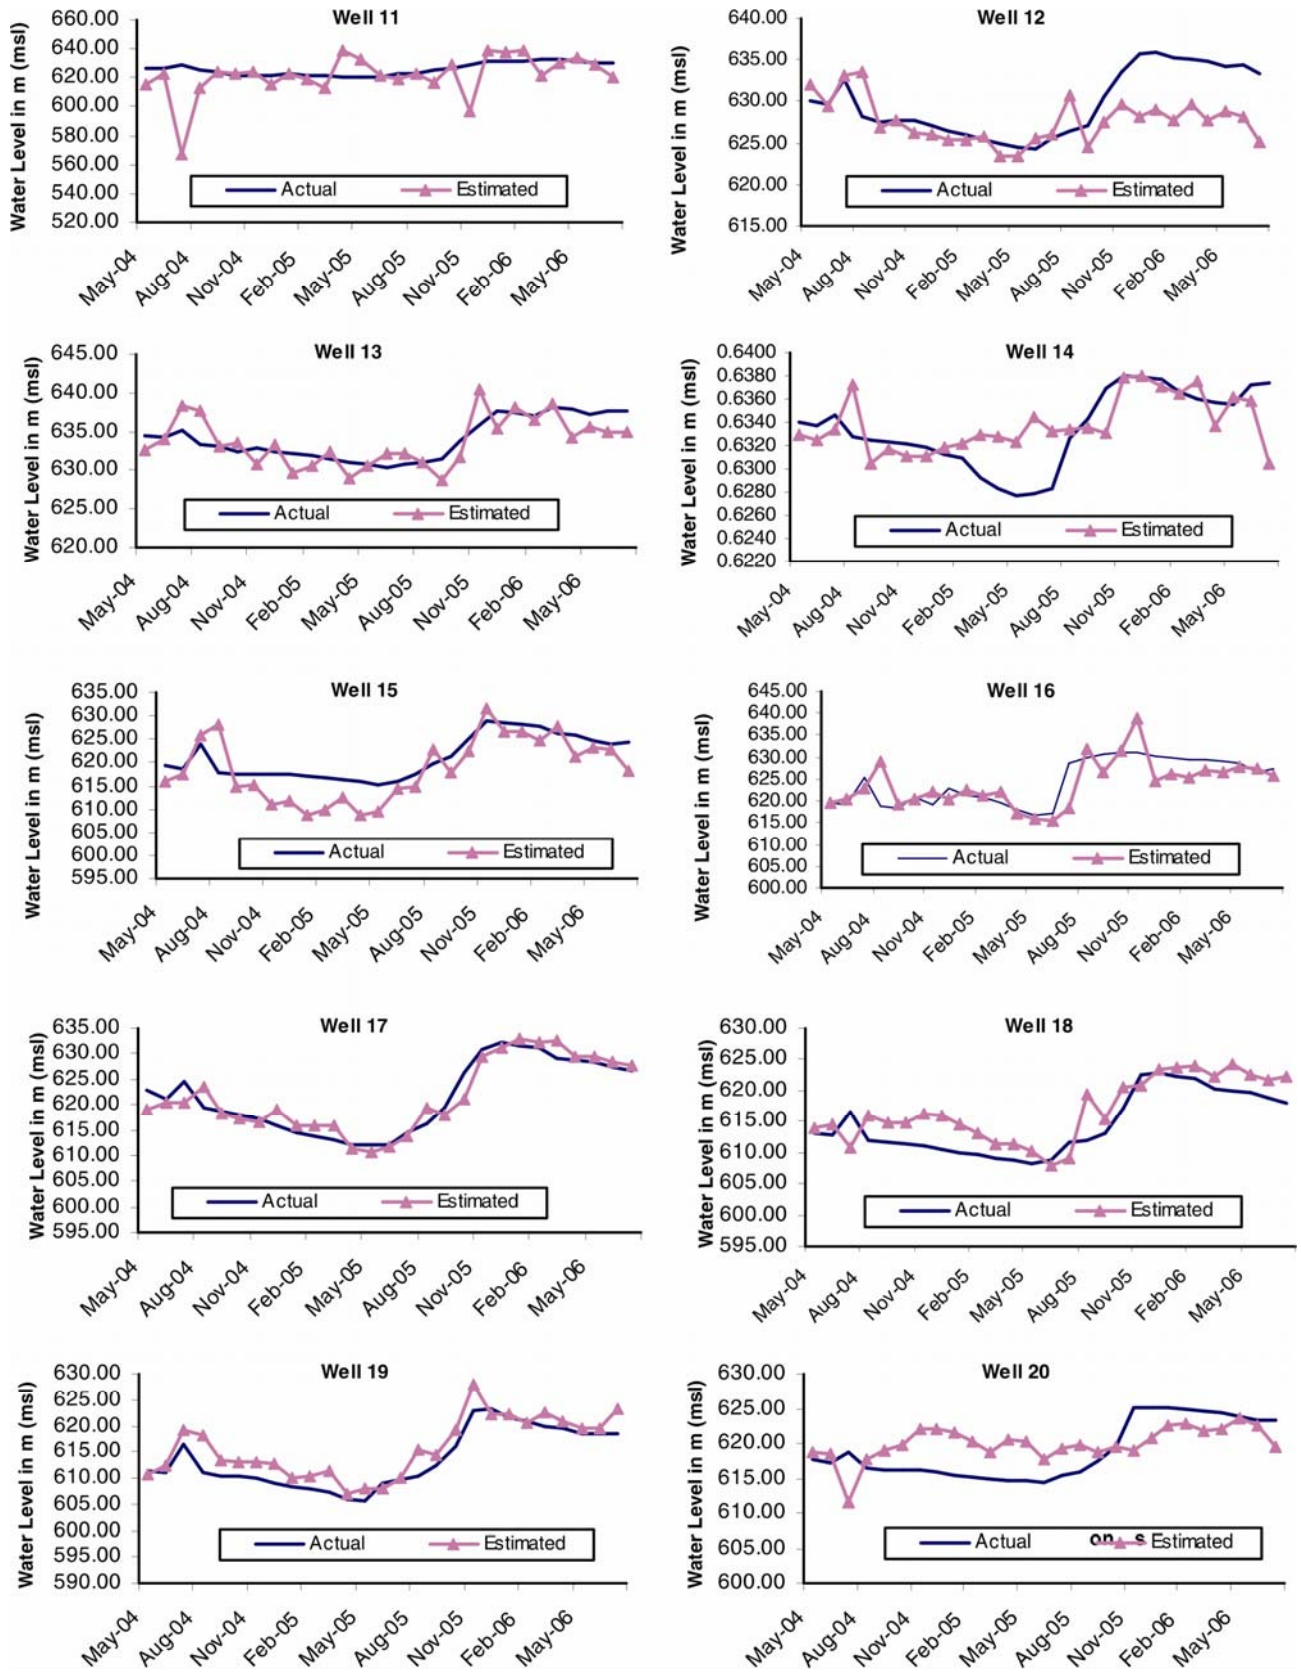 Well 11
Water Level in m (msl)
660.00
640.00
620.00
600.00
580.00
560.00
540.00
520.00
Actual Estimated
May-04 Aug-04 Nov-04 Feb-05 May-05 Aug-05 Nov-05 Feb-06 May-06
Well 12
Water Level in m (msl)
640.00
635.00
630.00
625.00
620.00
615.00
Actual Estimated
May-04 Aug-04 Nov-04 Feb-05 May-05 Aug-05 Nov-05 Feb-06 May-06
Well 13
Water Level in m (msl)
645.00
640.00
635.00
630.00
625.00
620.00
Actual Estimated
May-04 Aug-04 Nov-04 Feb-05 May-05 Aug-05 Nov-05 Feb-06 May-06
Well 14
Water Level in m (msl)
0.6400
0.6380
0.6360
0.6340
0.6320
0.6300
0.6280
0.6260
0.6240
0.6220
Actual Estimated
May-04 Aug-04 Nov-04 Feb-05 May-05 Aug-05 Nov-05 Feb-06 May-06
Well 15
Water Level in m (msl)
635.00
630.00
625.00
620.00
615.00
610.00
605.00
600.00
595.00
Actual Estimated
May-04 Aug-04 Nov-04 Feb-05 May-05 Aug-05 Nov-05 Feb-06 May-06
Well 16
Water Level in m (msl)
645.00
640.00
635.00
630.00
625.00
620.00
615.00
610.00
605.00
600.00
Actual Estimated
May-04 Aug-04 Nov-04 Feb-05 May-05 Aug-05 Nov-05 Feb-06 May-06
Well 17
Water Level in m (msl)
635.00
630.00
625.00
620.00
615.00
610.00
605.00
600.00
595.00
Actual Estimated
May-04 Aug-04 Nov-04 Feb-05 May-05 Aug-05 Nov-05 Feb-06 May-06
Well 18
Water Level in m (msl)
630.00
625.00
620.00
615.00
610.00
605.00
600.00
595.00
Actual Estimated
May-04 Aug-04 Nov-04 Feb-05 May-05 Aug-05 Nov-05 Feb-06 May-06
Well 19
Water Level in m (msl)
630.00
625.00
620.00
615.00
610.00
605.00
600.00
595.00
590.00
Actual Estimated
May-04 Aug-04 Nov-04 Feb-05 May-05 Aug-05 Nov-05 Feb-06 May-06
Well 20
Water Level in m (msl)
630.00
625.00
620.00
615.00
610.00
605.00
600.00
Actual Estimated
May-04 Aug-04 Nov-04 Feb-05 May-05 Aug-05 Nov-05 Feb-06 May-06